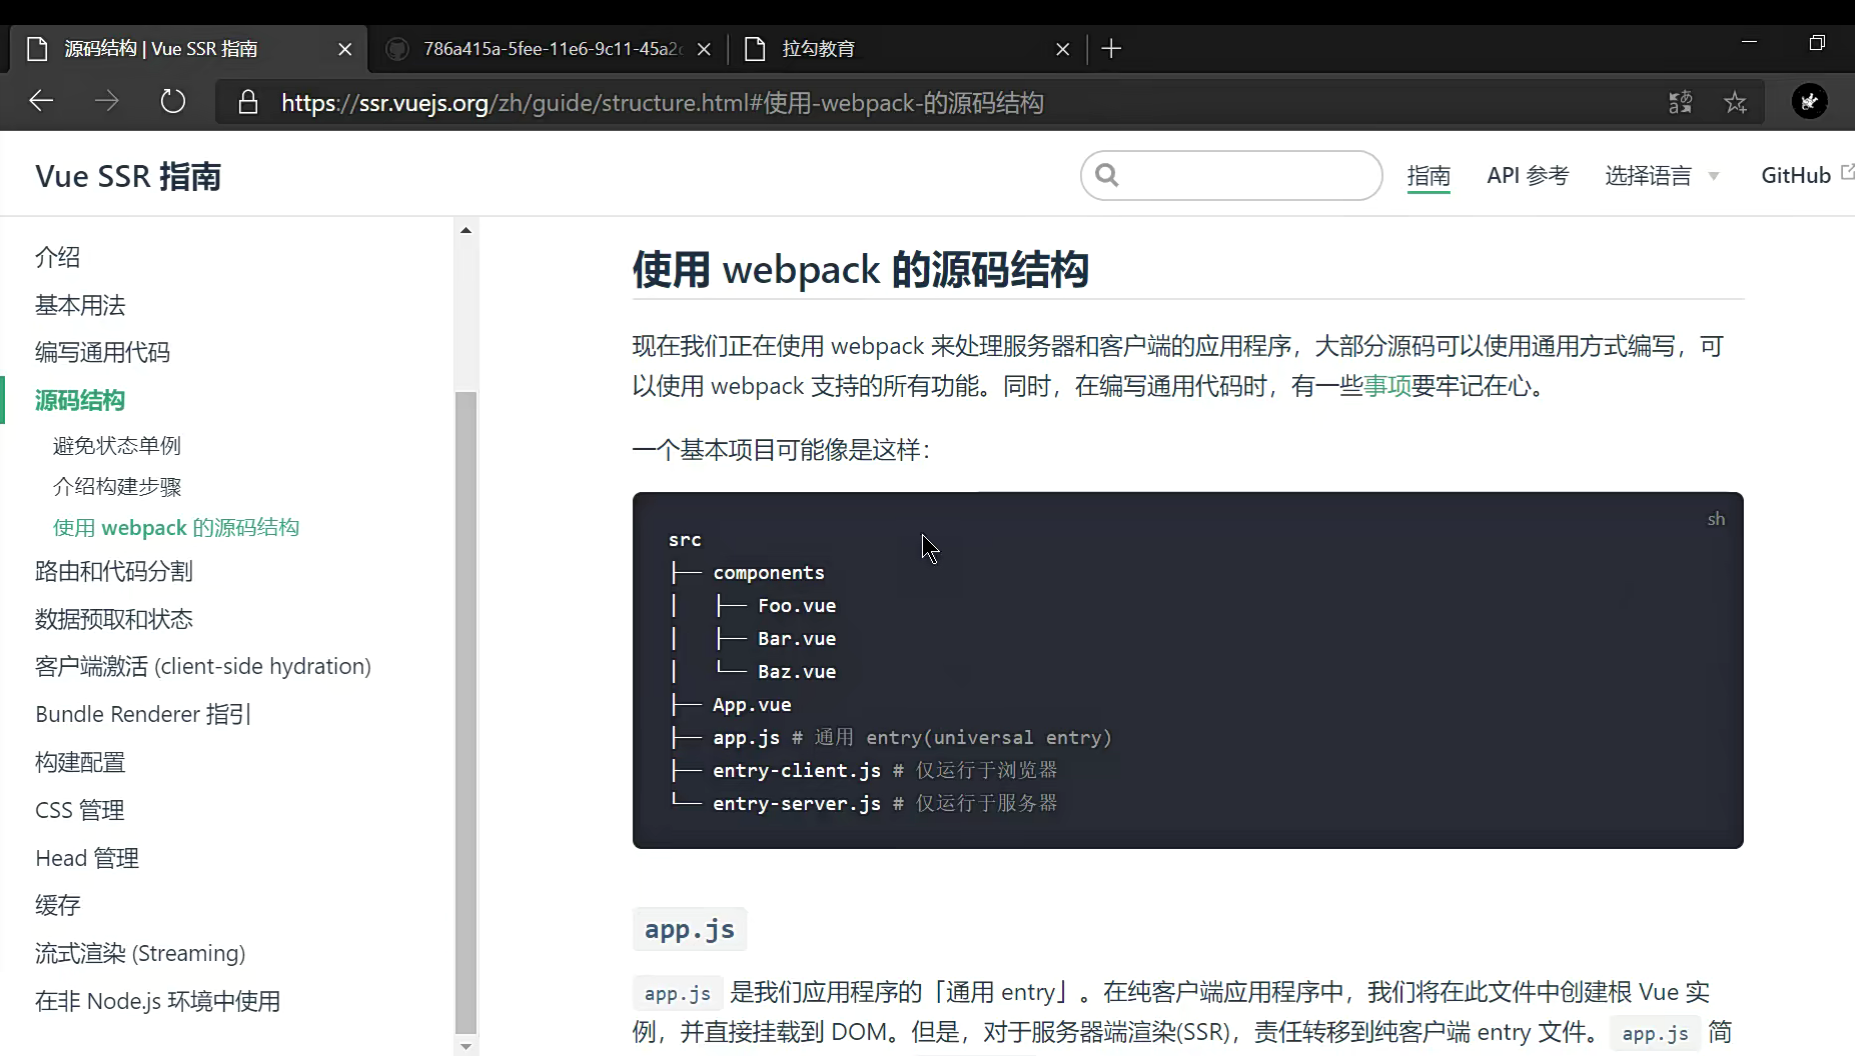 源码结构 | Vue SSR 指南
786a415a-5fee-11e6-9c11-45a2
拉勾教育
https://ssr.vuejs.org/zh/guide/structure.html#使用-webpack-的源码结构
Vue SSR 指南
指南
API 参考
选择语言
GitHub
介绍
基本用法
编写通用代码
源码结构
避免状态单例
介绍构建步骤
使用 webpack 的源码结构
路由和代码分割
数据预取和状态
客户端激活 (client-side hydration)
Bundle Renderer 指引
构建配置
CSS 管理
Head 管理
缓存
流式渲染 (Streaming)
在非 Node.js 环境中使用
使用 webpack 的源码结构
现在我们正在使用 webpack 来处理服务器和客户端的应用程序，大部分源码可以使用通用方式编写，可
以使用 webpack 支持的所有功能。同时，在编写通用代码时，有一些事项要牢记在心。
一个基本项目可能像是这样：
sh
src
├── components
│   ├── Foo.vue
│   ├── Bar.vue
│   └── Baz.vue
├── App.vue
├── app.js # 通用 entry(universal entry)
├── entry-client.js # 仅运行于浏览器
└── entry-server.js # 仅运行于服务器
app.js
app.js 是我们应用程序的「通用 entry」。在纯客户端应用程序中，我们将在此文件中创建根 Vue 实
例，并直接挂载到 DOM。但是，对于服务器端渲染(SSR)，责任转移到纯客户端 entry 文件。 app.js 简